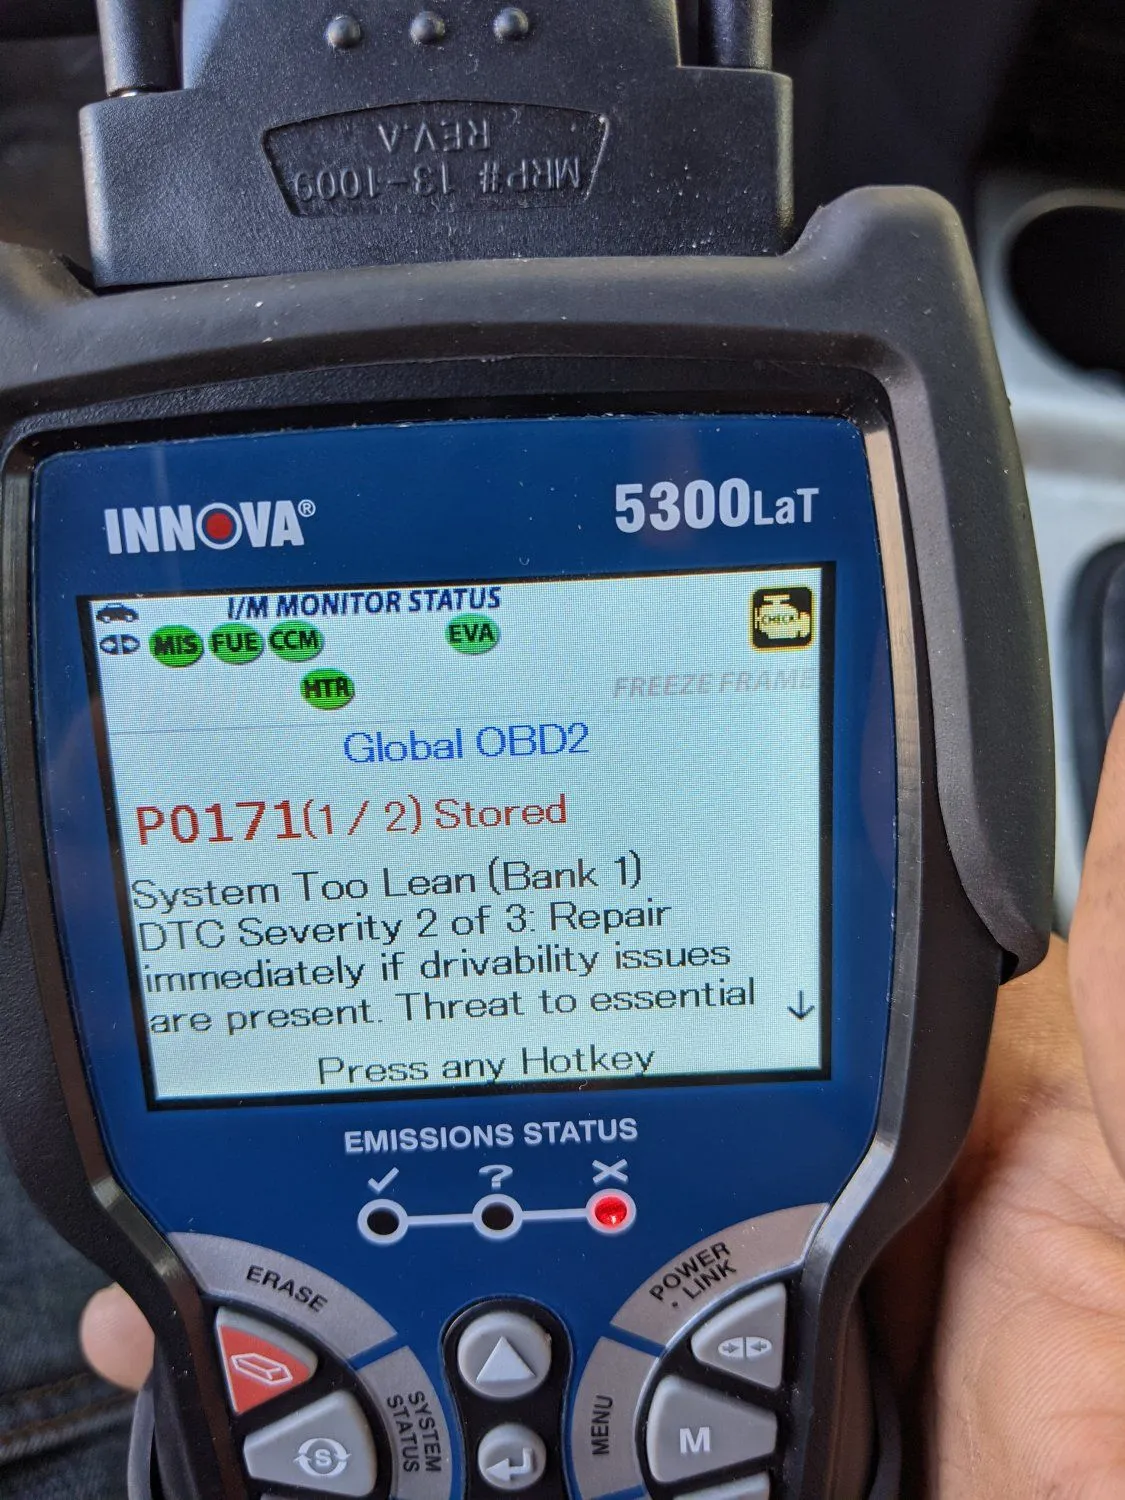 MRP# 13-1009
REV.A
INNOVA®
5300LaT
I/M MONITOR STATUS
MIS FUE CCM EVA
CHECK
HTR
FREEZE FRAME
Global OBD2
P0171(1 / 2) Stored
System Too Lean (Bank 1)
DTC Severity 2 of 3: Repair
immediately if drivability issues
are present. Threat to essential
Press any Hotkey
EMISSIONS STATUS
?
ERASE
POWER
LINK
SYSTEM
STATUS
S
MENU
M